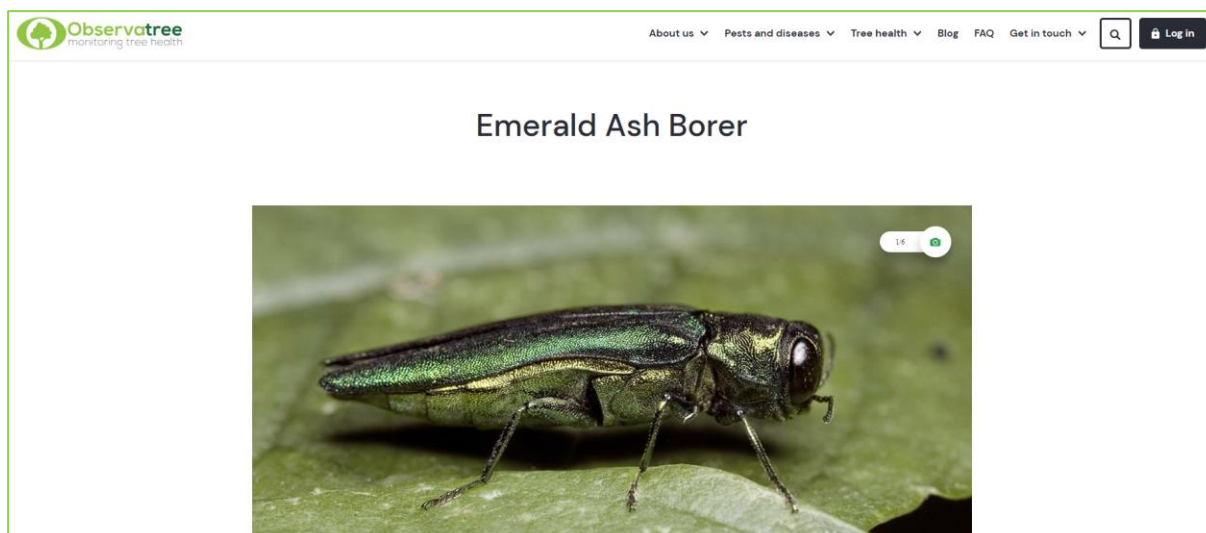 Observatree
monitoring tree health
About us Pests and diseases Tree health Blog FAQ Get in touch Log in
Emerald Ash Borer
1/6